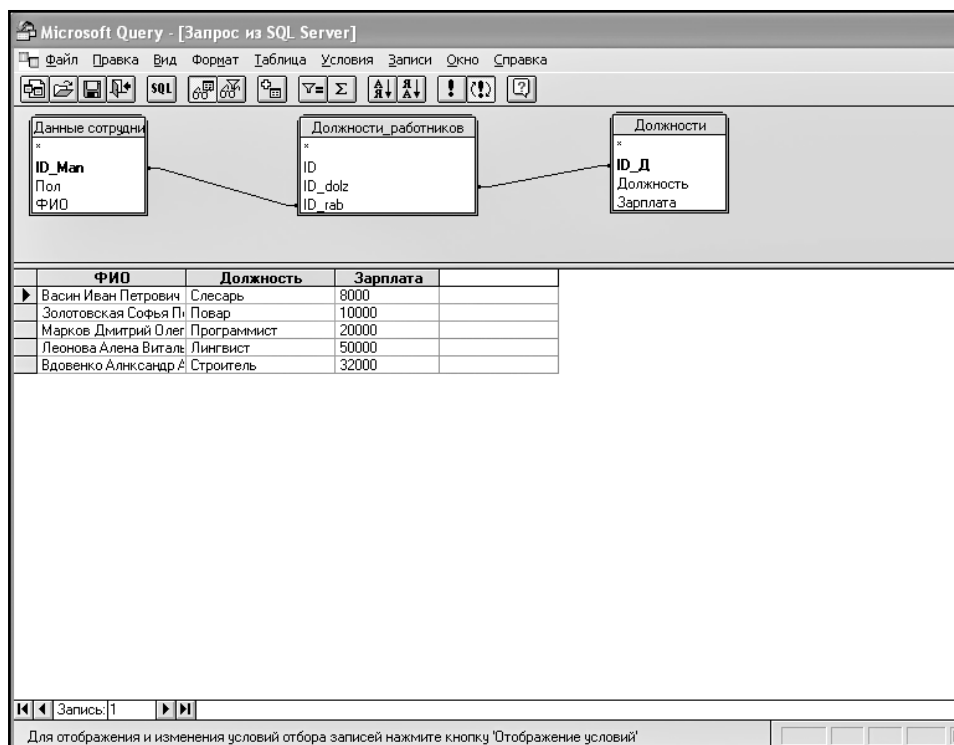 Microsoft Query - [Запрос из SQL Server]
Файл Правка Вид Формат Таблица Условия Записи Окно Справка
SQL
Данные сотрудни
*
ID_Man
Пол
ФИО
Должности_работников
*
ID
ID_dolz
ID_rab
Должности
*
ID_Д
Должность
Зарплата
ФИО Должность Зарплата
Васин Иван Петрович Слесарь 8000
Золотовская Софья П Повар 10000
Марков Дмитрий Олег Программист 20000
Леонова Алена Виталь Лингвист 50000
Вдовенко Алнксандр А Строитель 32000
Запись: 1
Для отображения и изменения условий отбора записей нажмите кнопку 'Отображение условий'